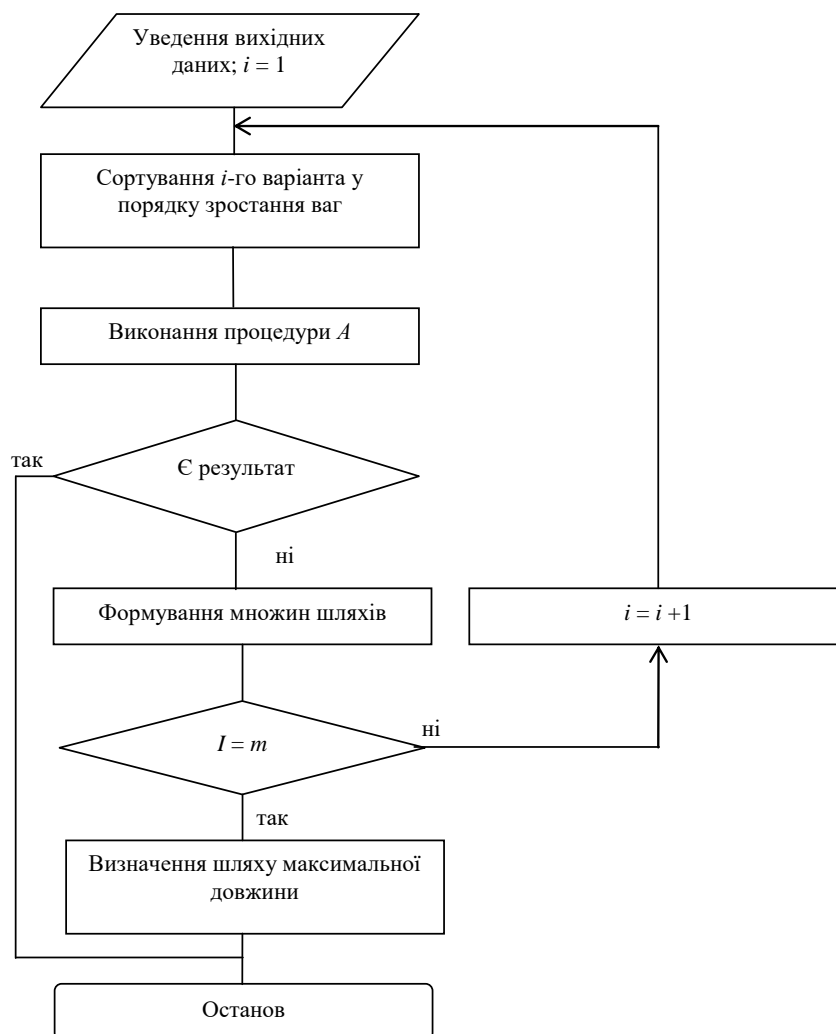 Уведення вихідних
даних; i = 1
Сортування i-го варіанта у
порядку зростання ваг
Виконання процедури A
так
Є результат
ні
Формування множин шляхів
i = i +1
I = m
ні
так
Визначення шляху максимальної
довжини
Останов